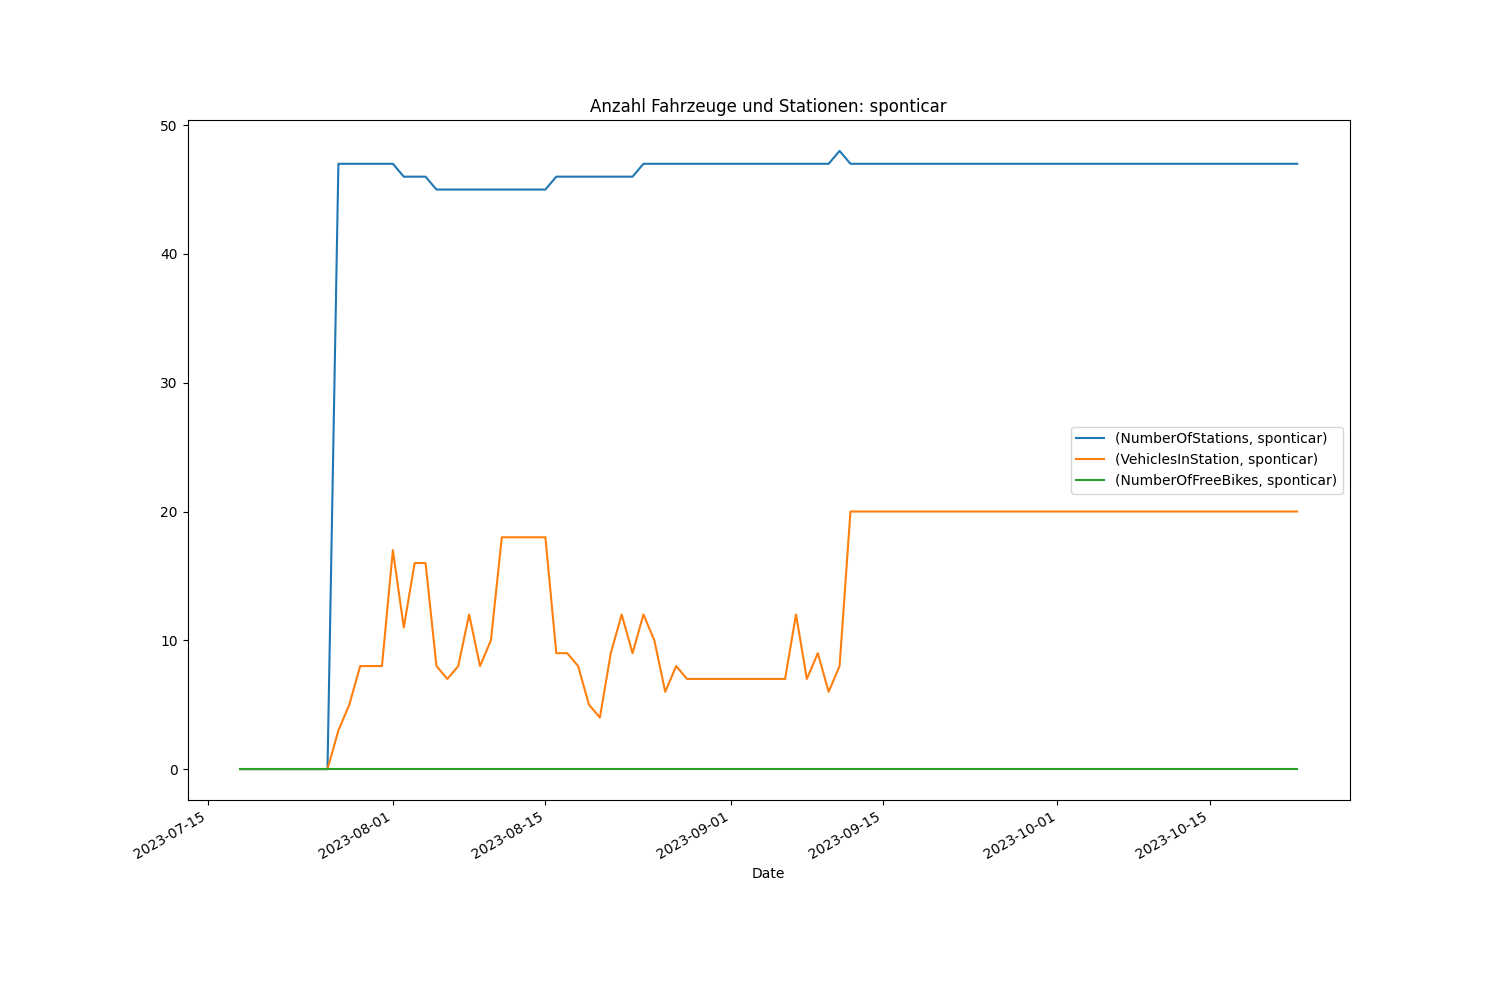 Anzahl Fahrzeuge und Stationen: sponticar
50
40
30
20
10
0
(NumberOfStations, sponticar)
(VehiclesInStation, sponticar)
(NumberOfFreeBikes, sponticar)
2023-07-15
2023-08-01
2023-08-15
2023-09-01
2023-09-15
2023-10-01
2023-10-15
Date